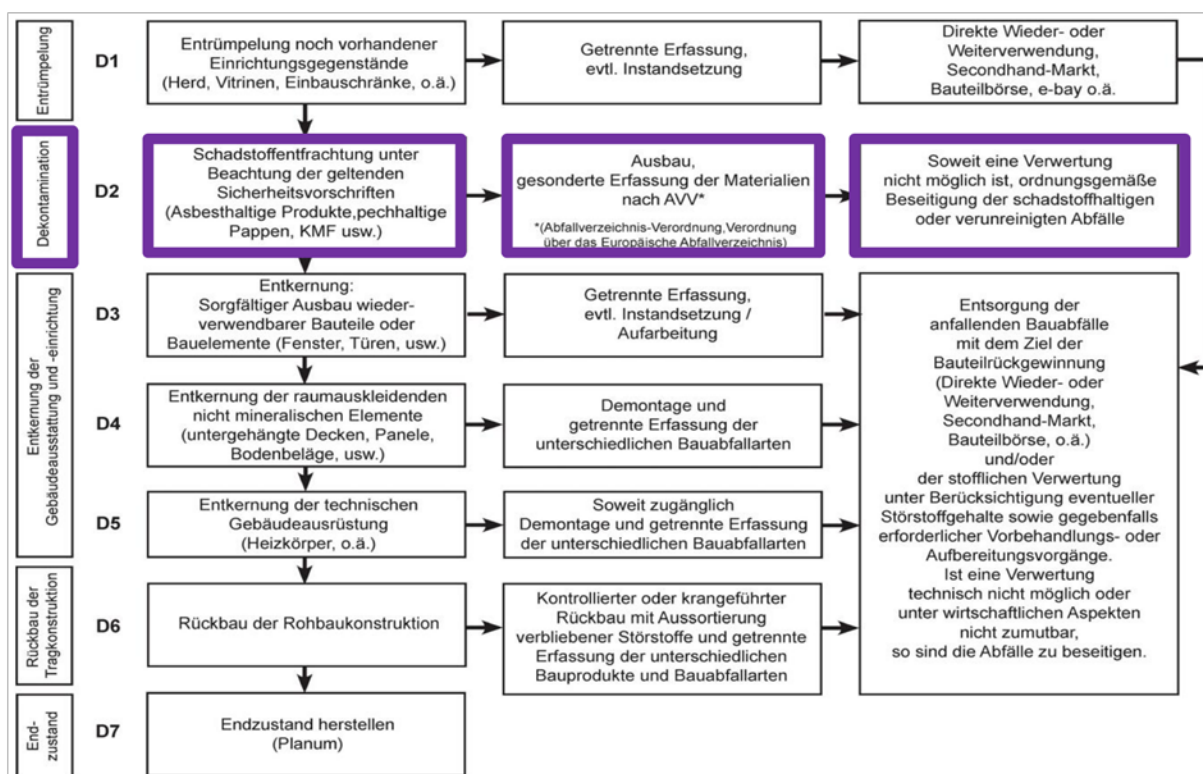 Entrümpelung
D1
Entrümpelung noch vorhandener
Einrichtungsgegenstände
(Herd, Vitrinen, Einbauschränke, o.ä.)
Getrennte Erfassung,
evtl. Instandsetzung
Direkte Wieder- oder
Weiterverwendung,
Secondhand-Markt,
Bauteilbörse, e-bay o.ä.
Dekontamination
D2
Schadstoffentfrachtung unter
Beachtung der geltenden
Sicherheitsvorschriften
(Asbesthaltige Produkte,pechhaltige
Pappen, KMF usw.)
Ausbau,
gesonderte Erfassung der Materialien
nach AVV*
*(Abfallverzeichnis-Verordnung,Verordnung
über das Europäische Abfallverzeichnis)
Soweit eine Verwertung
nicht möglich ist, ordnungsgemäße
Beseitigung der schadstoffhaltigen
oder verunreinigten Abfälle
Entkernung der
Gebäudeausstattung und -einrichtung
D3
Entkernung:
Sorgfältiger Ausbau wieder-
verwendbarer Bauteile oder
Bauelemente (Fenster, Türen, usw.)
Getrennte Erfassung,
evtl. Instandsetzung /
Aufarbeitung
Entsorgung der
anfallenden Bauabfälle
mit dem Ziel der
Bauteilrückgewinnung
(Direkte Wieder- oder
Weiterverwendung,
Secondhand-Markt,
Bauteilbörse, o.ä.)
und/oder
der stofflichen Verwertung
unter Berücksichtigung eventueller
Störstoffgehalte sowie gegebenfalls
erforderlicher Vorbehandlungs- oder
Aufbereitungsvorgänge.
Ist eine Verwertung
technisch nicht möglich oder
unter wirtschaftlichen Aspekten
nicht zumutbar,
so sind die Abfälle zu beseitigen.
D4
Entkernung der raumauskleidenden
nicht mineralischen Elemente
(untergehängte Decken, Panele,
Bodenbeläge, usw.)
Demontage und
getrennte Erfassung der
unterschiedlichen Bauabfallarten
D5
Entkernung der technischen
Gebäudeausrüstung
(Heizkörper, o.ä.)
Soweit zugänglich
Demontage und getrennte Erfassung
der unterschiedlichen Bauabfallarten
Rückbau der
Tragkonstruktion
D6
Rückbau der Rohbaukonstruktion
Kontrollierter oder krangeführter
Rückbau mit Aussortierung
verbliebener Störstoffe und getrennte
Erfassung der unterschiedlichen
Bauprodukte und Bauabfallarten
End-
zustand
D7
Endzustand herstellen
(Planum)